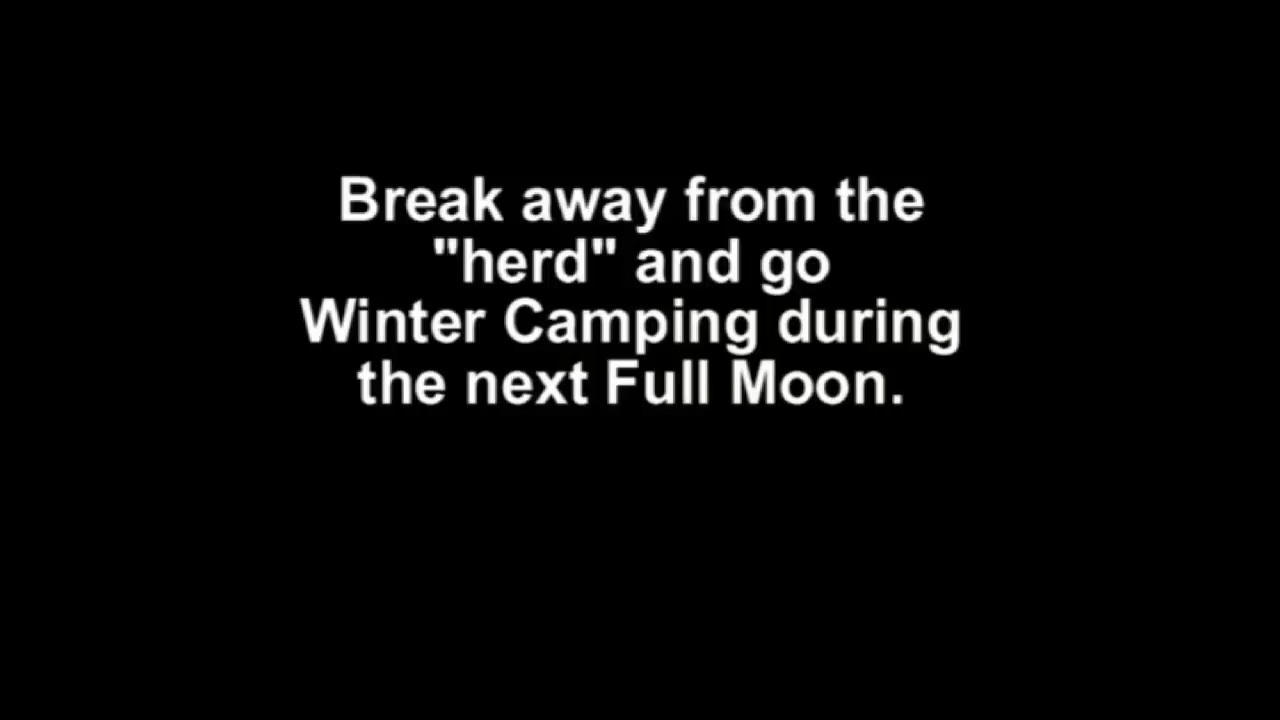 Break away from the
"herd" and go
Winter Camping during
the next Full Moon.